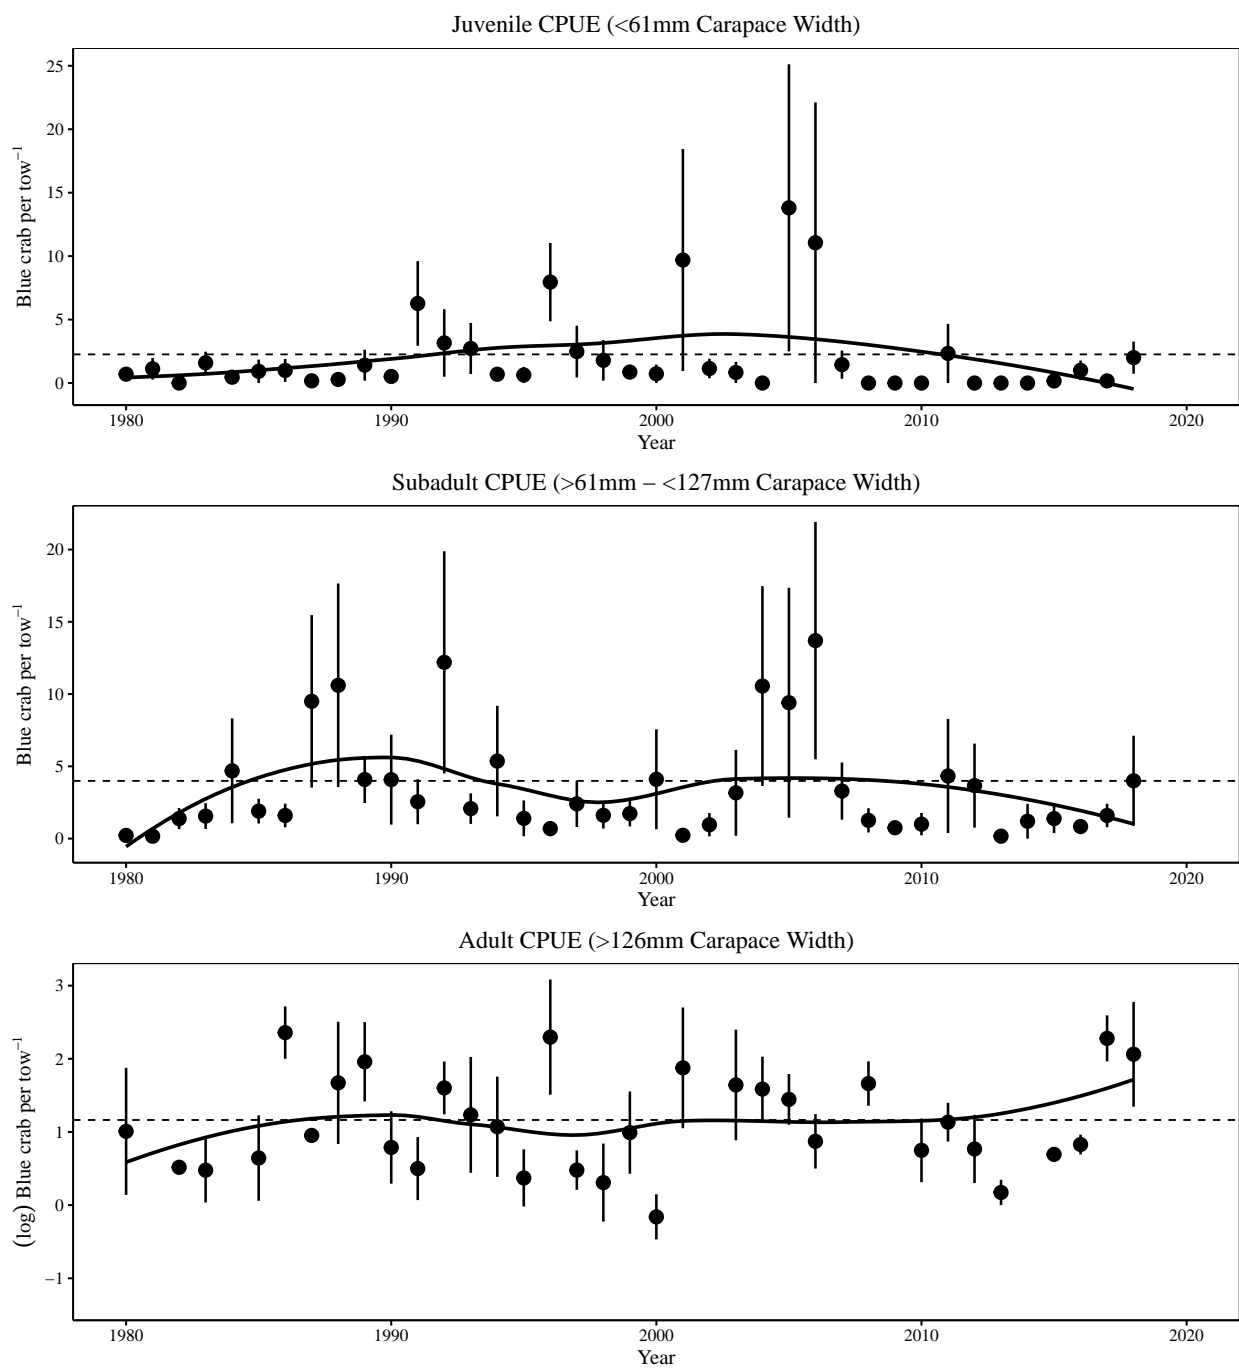 Juvenile CPUE (<61mm Carapace Width)
Blue crab per tow⁻¹
25
20
15
10
5
0
1980 1990 2000 2010 2020
Year
Subadult CPUE (>61mm – <127mm Carapace Width)
Blue crab per tow⁻¹
20
15
10
5
0
1980 1990 2000 2010 2020
Year
Adult CPUE (>126mm Carapace Width)
(log) Blue crab per tow⁻¹
3
2
1
0
−1
1980 1990 2000 2010 2020
Year